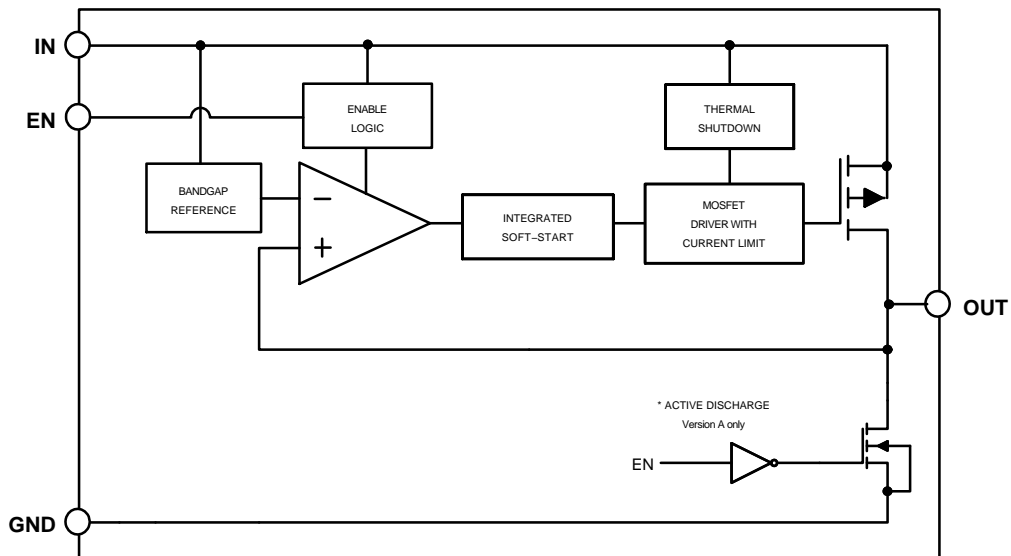 IN
EN
ENABLE
LOGIC
THERMAL
SHUTDOWN
BANDGAP
REFERENCE
−
+
INTEGRATED
SOFT−START
MOSFET
DRIVER WITH
CURRENT LIMIT
OUT
* ACTIVE DISCHARGE
Version A only
EN
GND